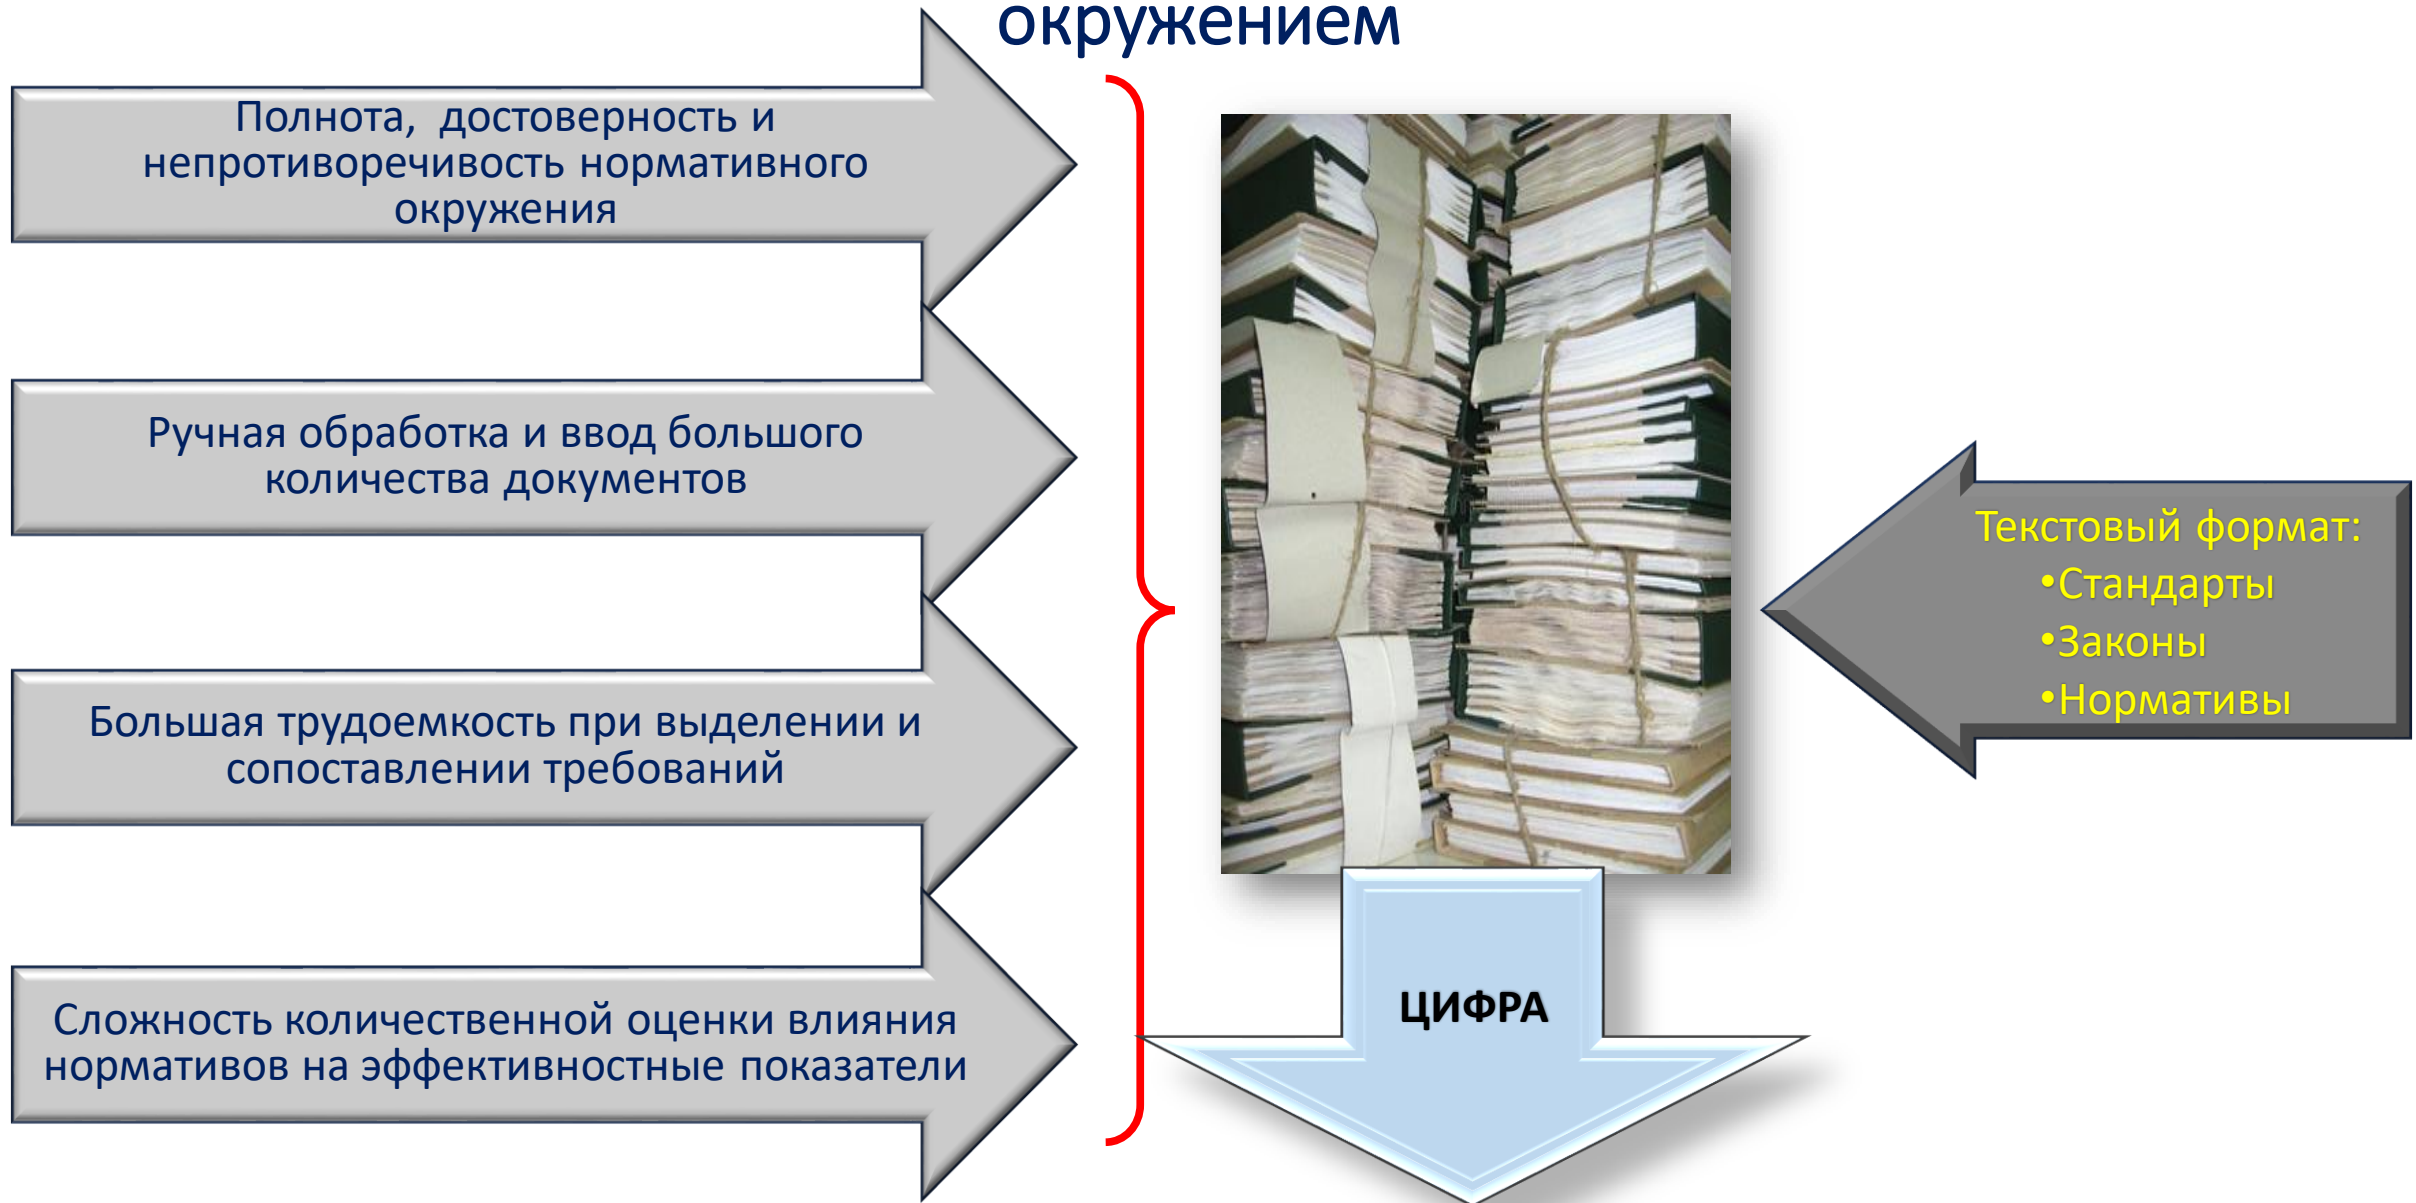 окружением
Полнота, достоверность и
непротиворечивость нормативного
окружения
Ручная обработка и ввод большого
количества документов
Большая трудоемкость при выделении и
сопоставлении требований
Сложность количественной оценки влияния
нормативов на эффективностные показатели
Текстовый формат:
•Стандарты
•Законы
•Нормативы
ЦИФРА